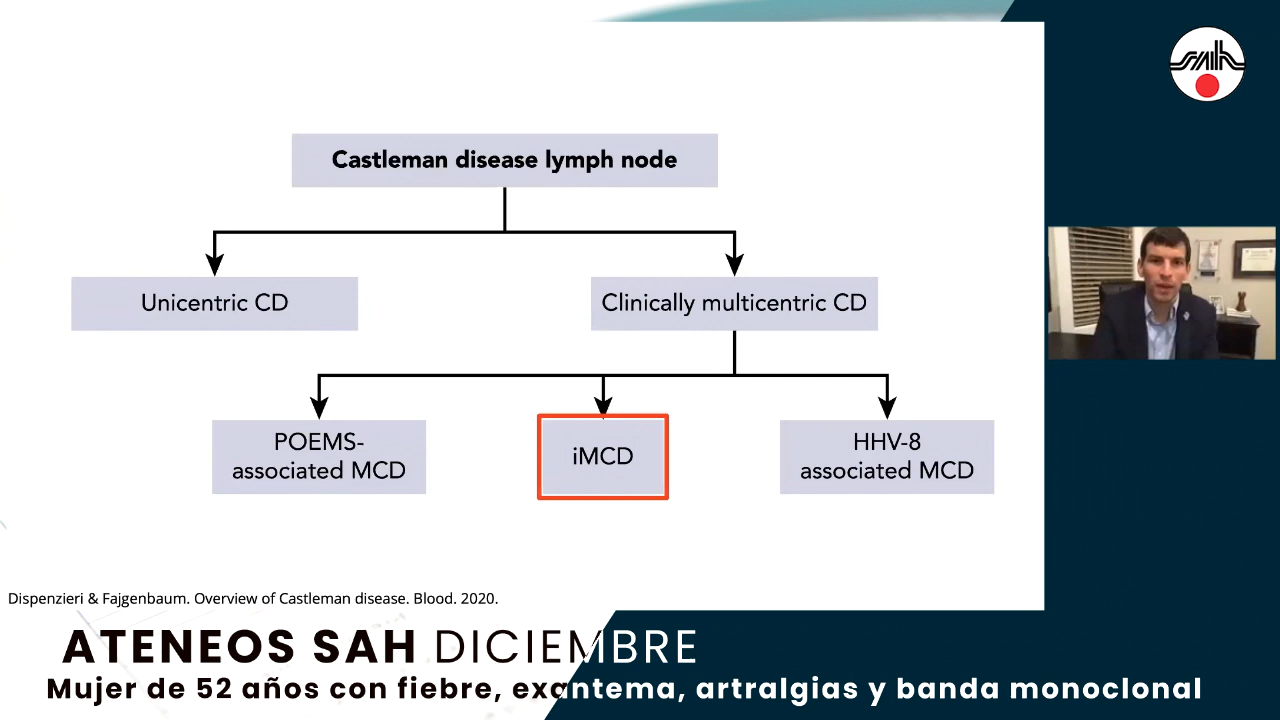 Castleman disease lymph node
Unicentric CD
Clinically multicentric CD
POEMS-
associated MCD
iMCD
HHV-8
associated MCD
Dispenzieri & Fajgenbaum. Overview of Castleman disease. Blood. 2020.
ATENEOS SAH DICIEMBRE
Mujer de 52 años con fiebre, exantema, artralgias y banda monoclonal